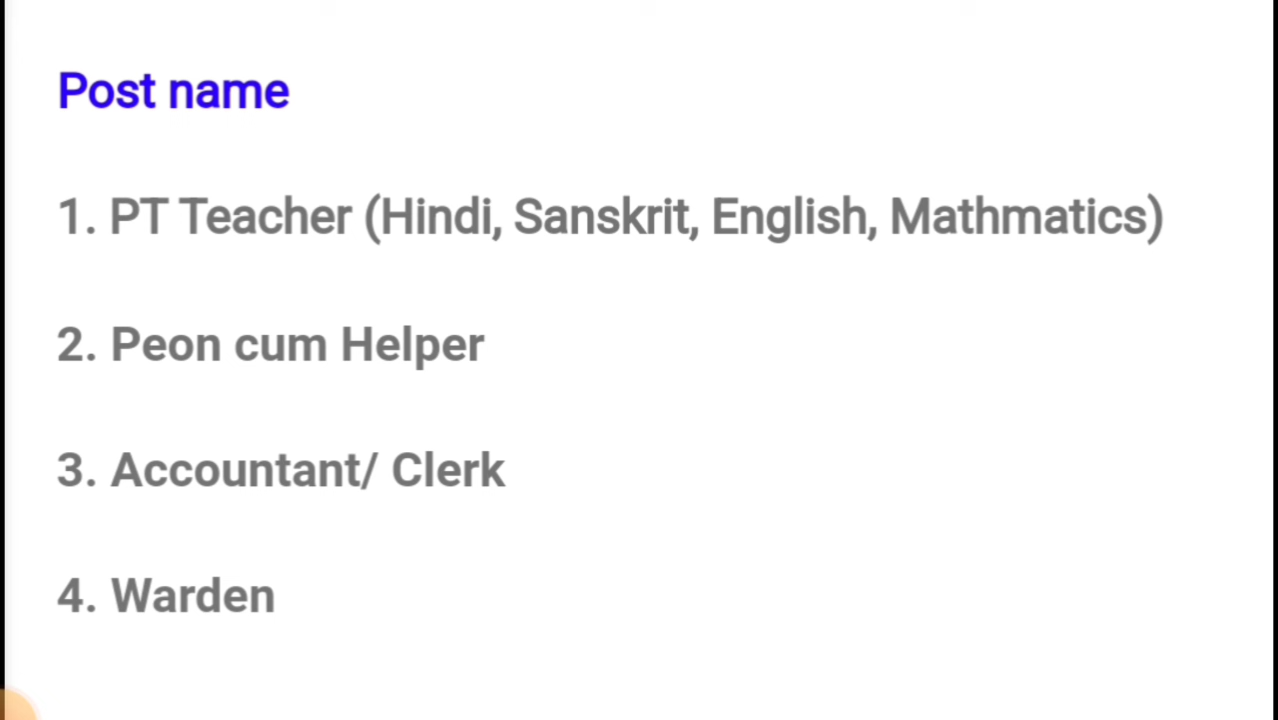 Post name
1. PT Teacher (Hindi, Sanskrit, English, Mathmatics)
2. Peon cum Helper
3. Accountant/ Clerk
4. Warden